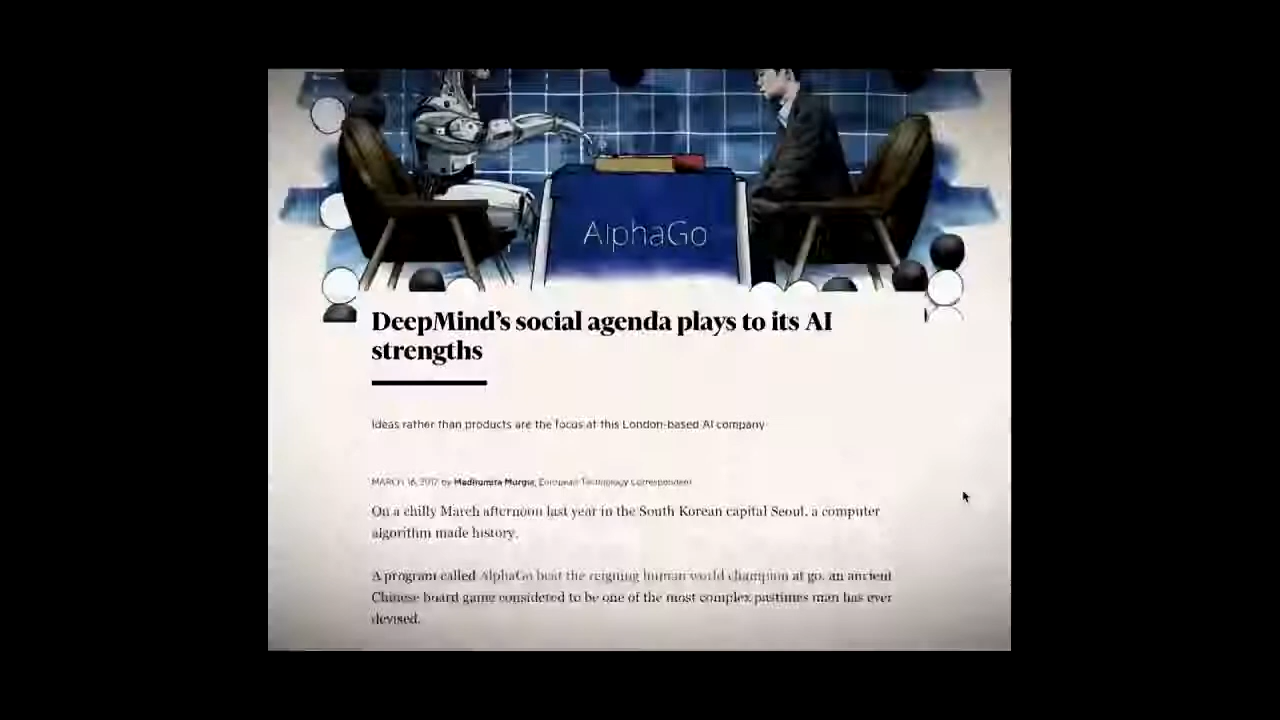 AlphaGo
DeepMind's social agenda plays to its AI
strengths
Ideas rather than products are the focus at this London-based AI company
MARCH 16, 2017 by Madhumita Murgia, European Technology Correspondent
On a chilly March afternoon last year in the South Korean capital Seoul, a computer
algorithm made history.
A program called AlphaGo beat the reigning human world champion at go, an ancient
Chinese board game considered to be one of the most complex pastimes man has ever
devised.